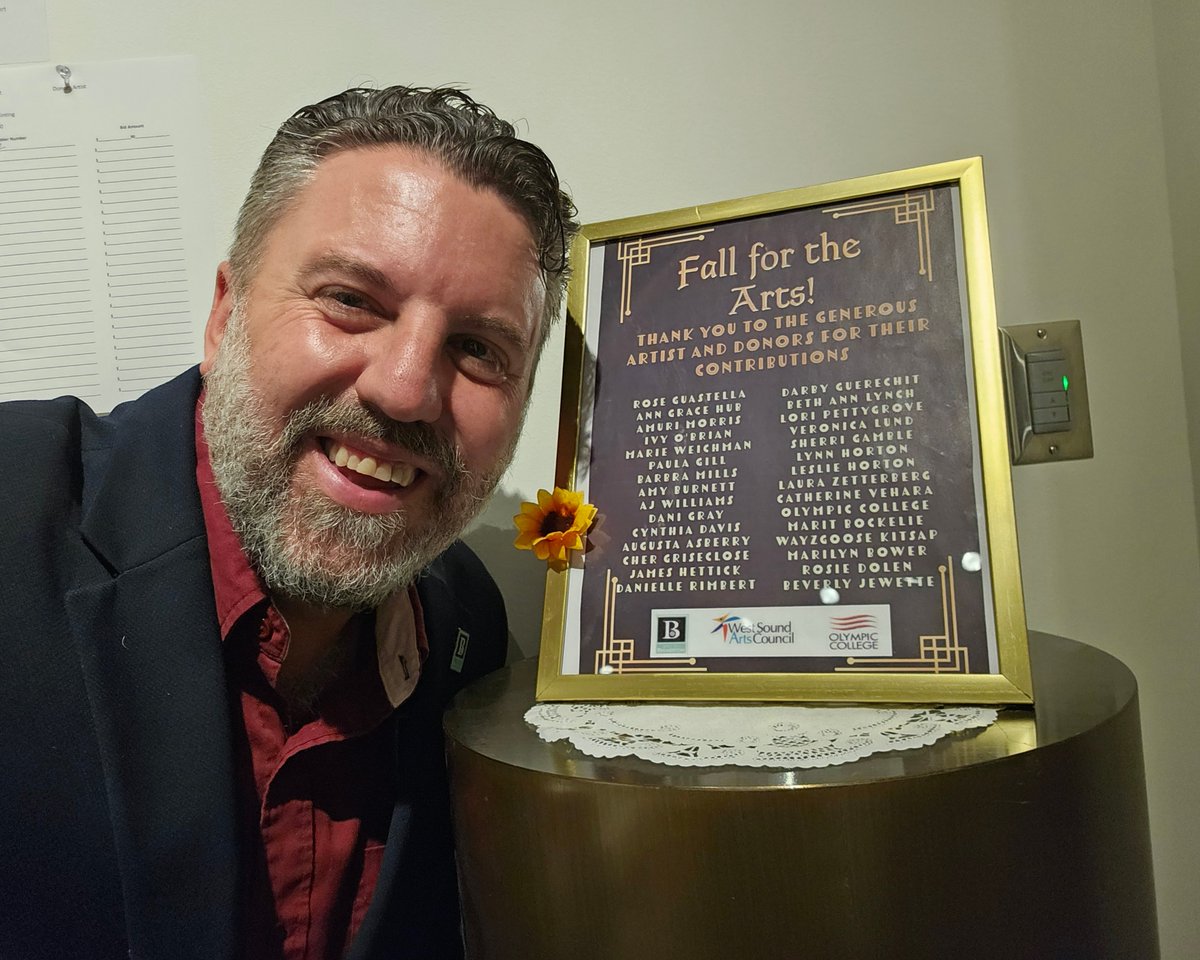 Artist
Bid Amount
Fall for the
Arts!
THANK YOU TO THE GENEROUS
ARTIST AND DONORS FOR THEIR
CONTRIBUTIONS
ROSE GUASTELLA
ANN GRACE HUB
AMURI MORRIS
IVY O'BRIAN
MARIE WEICHMAN
PAULA GILL
BARBRA MILLS
AMY BURNETT
AJ WILLIAMS
DANI GRAY
CYNTHIA DAVIS
AUGUSTA ASBERRY
CHER GRISECLOSE
JAMES HETTICK
DANIELLE RIMBERT
DARBY GUERECHIT
BETH ANN LYNCH
LORI PETTYGROVE
VERONICA LUND
SHERRI GAMBLE
LYNN HORTON
LESLIE HORTON
LAURA ZETTERBERG
CATHERINE VEHARA
OLYMPIC COLLEGE
MARIT BOCKELIE
WAYZGOOSE KITSAP
MARILYN BOWER
ROSIE DOLEN
BEVERLY JEWETTE
B
West Sound
Arts Council
OLYMPIC
COLLEGE